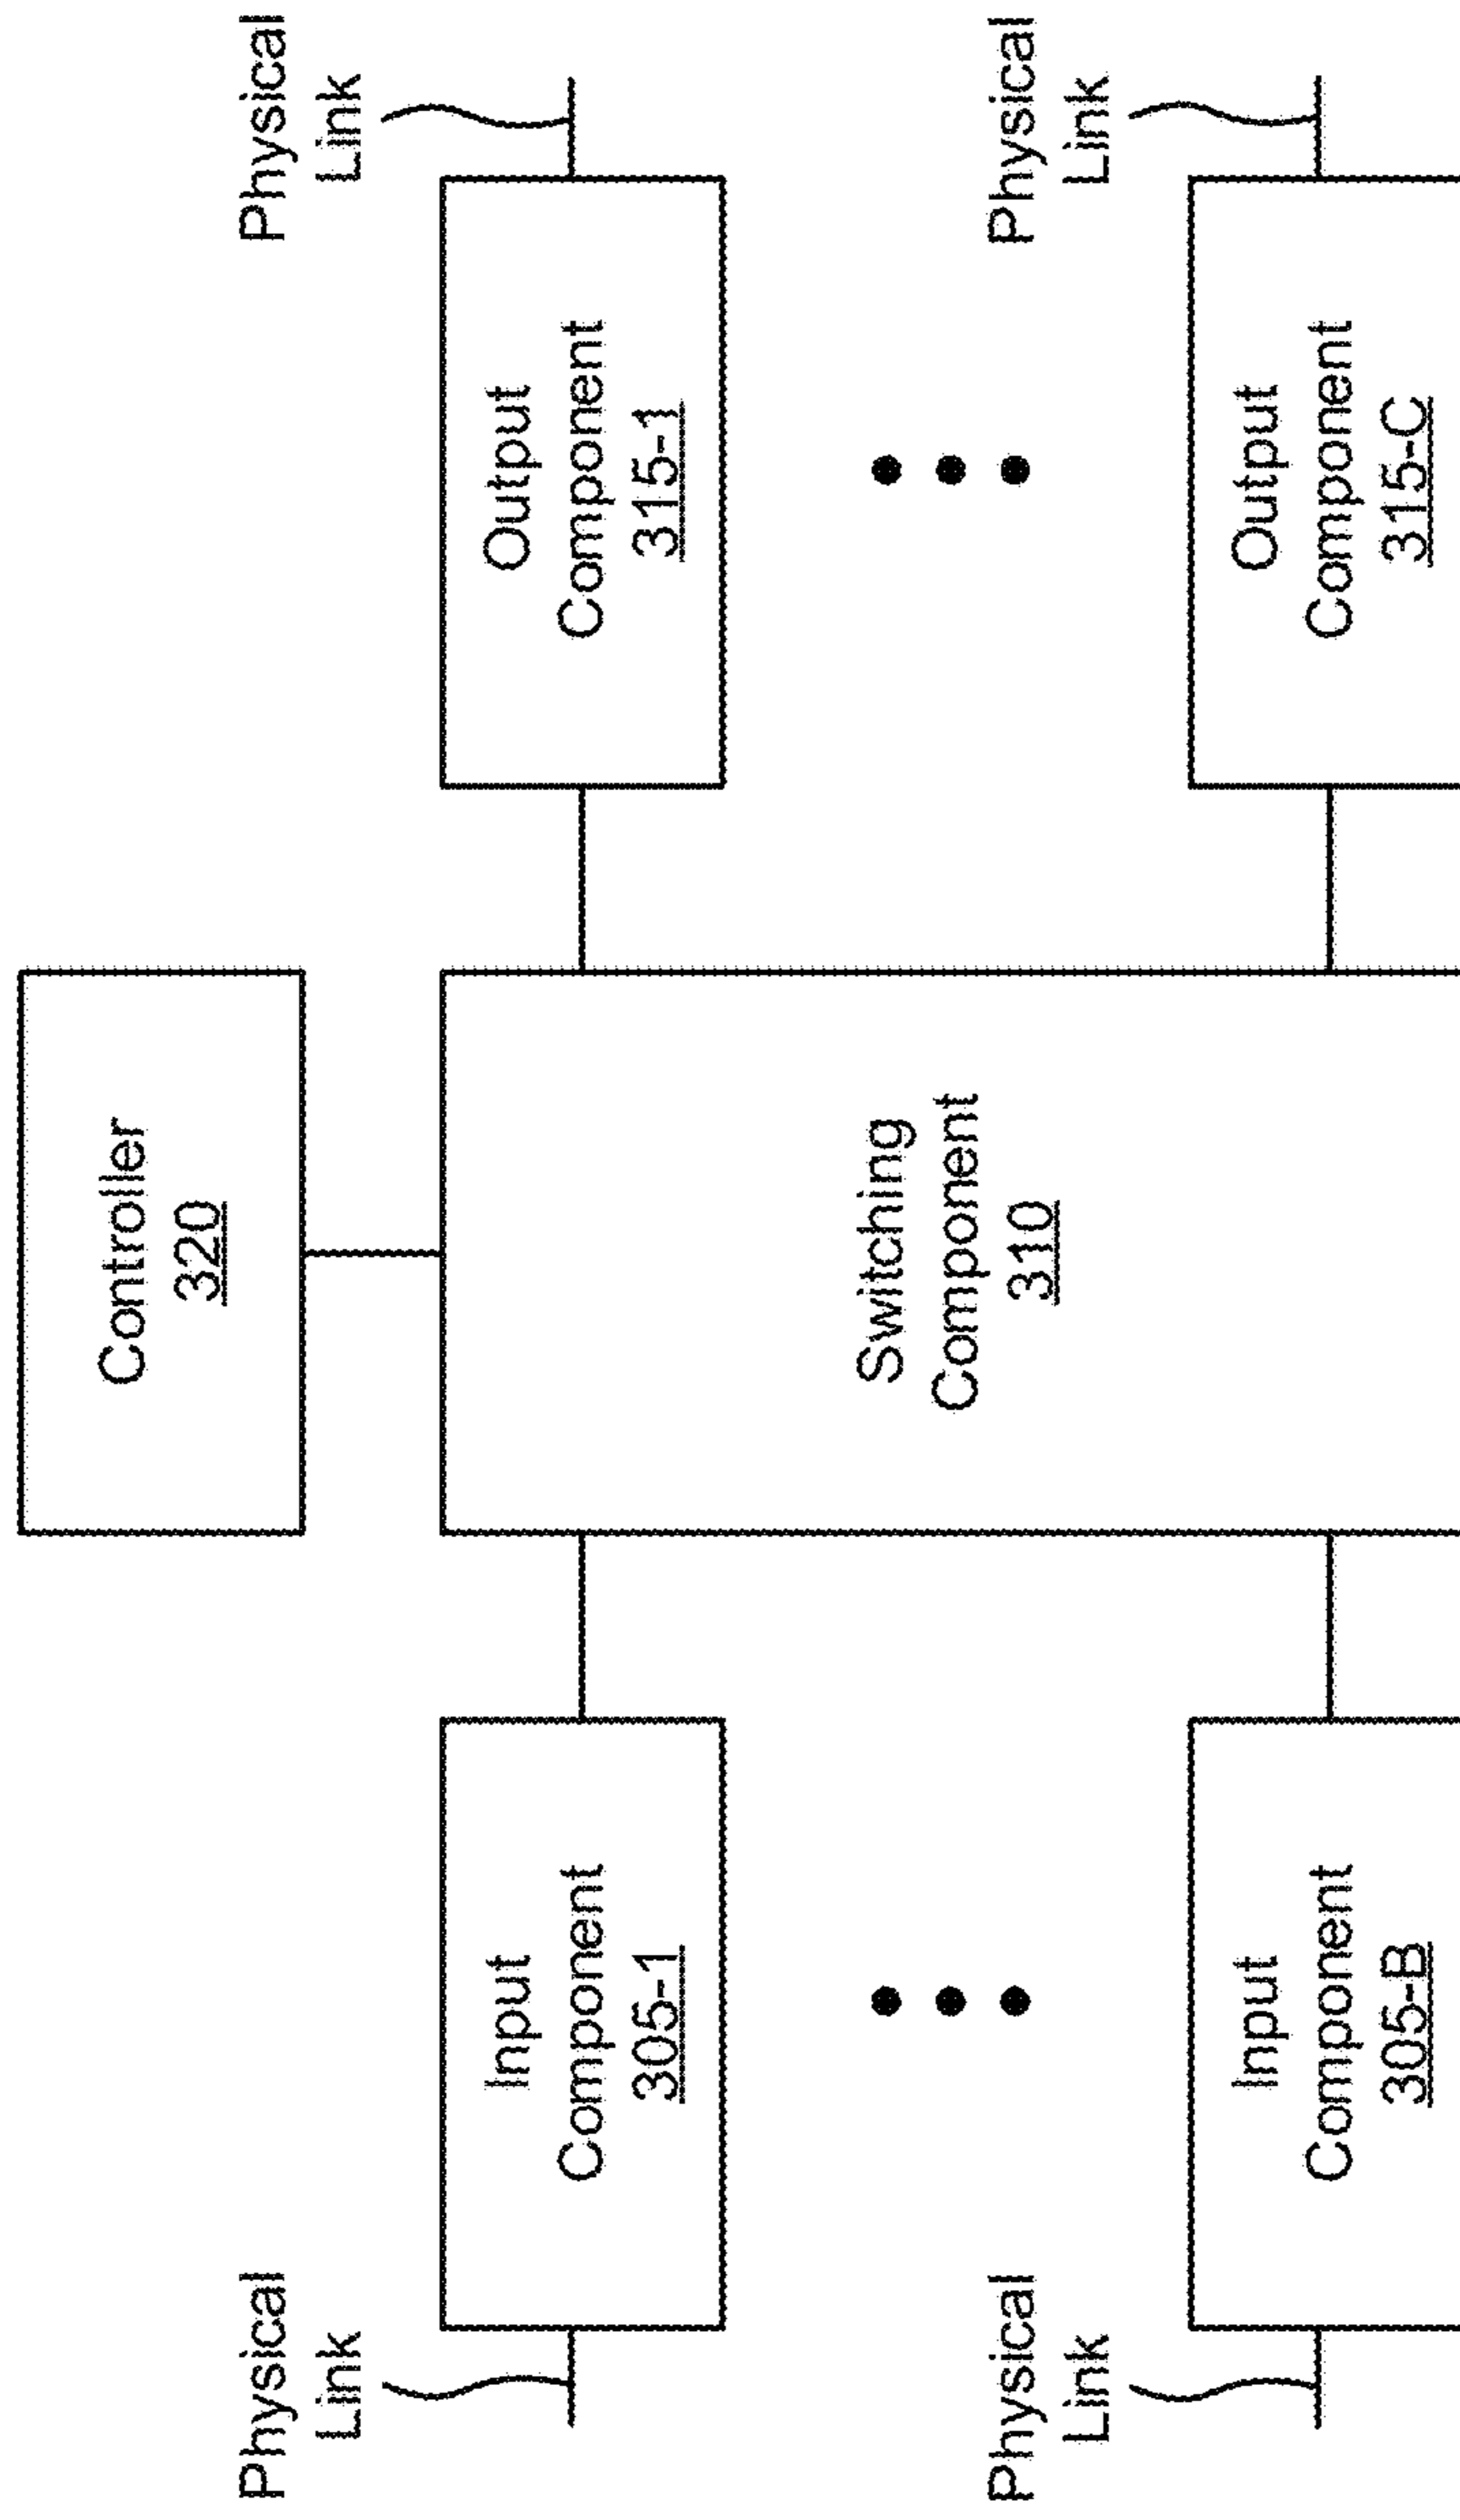 Controller
320
Physical
Link
Input
Component
305-1
Physical
Link
Output
Component
315-1
Switching
Component
310
Physical
Link
Input
Component
305-B
Physical
Link
Output
Component
315-C